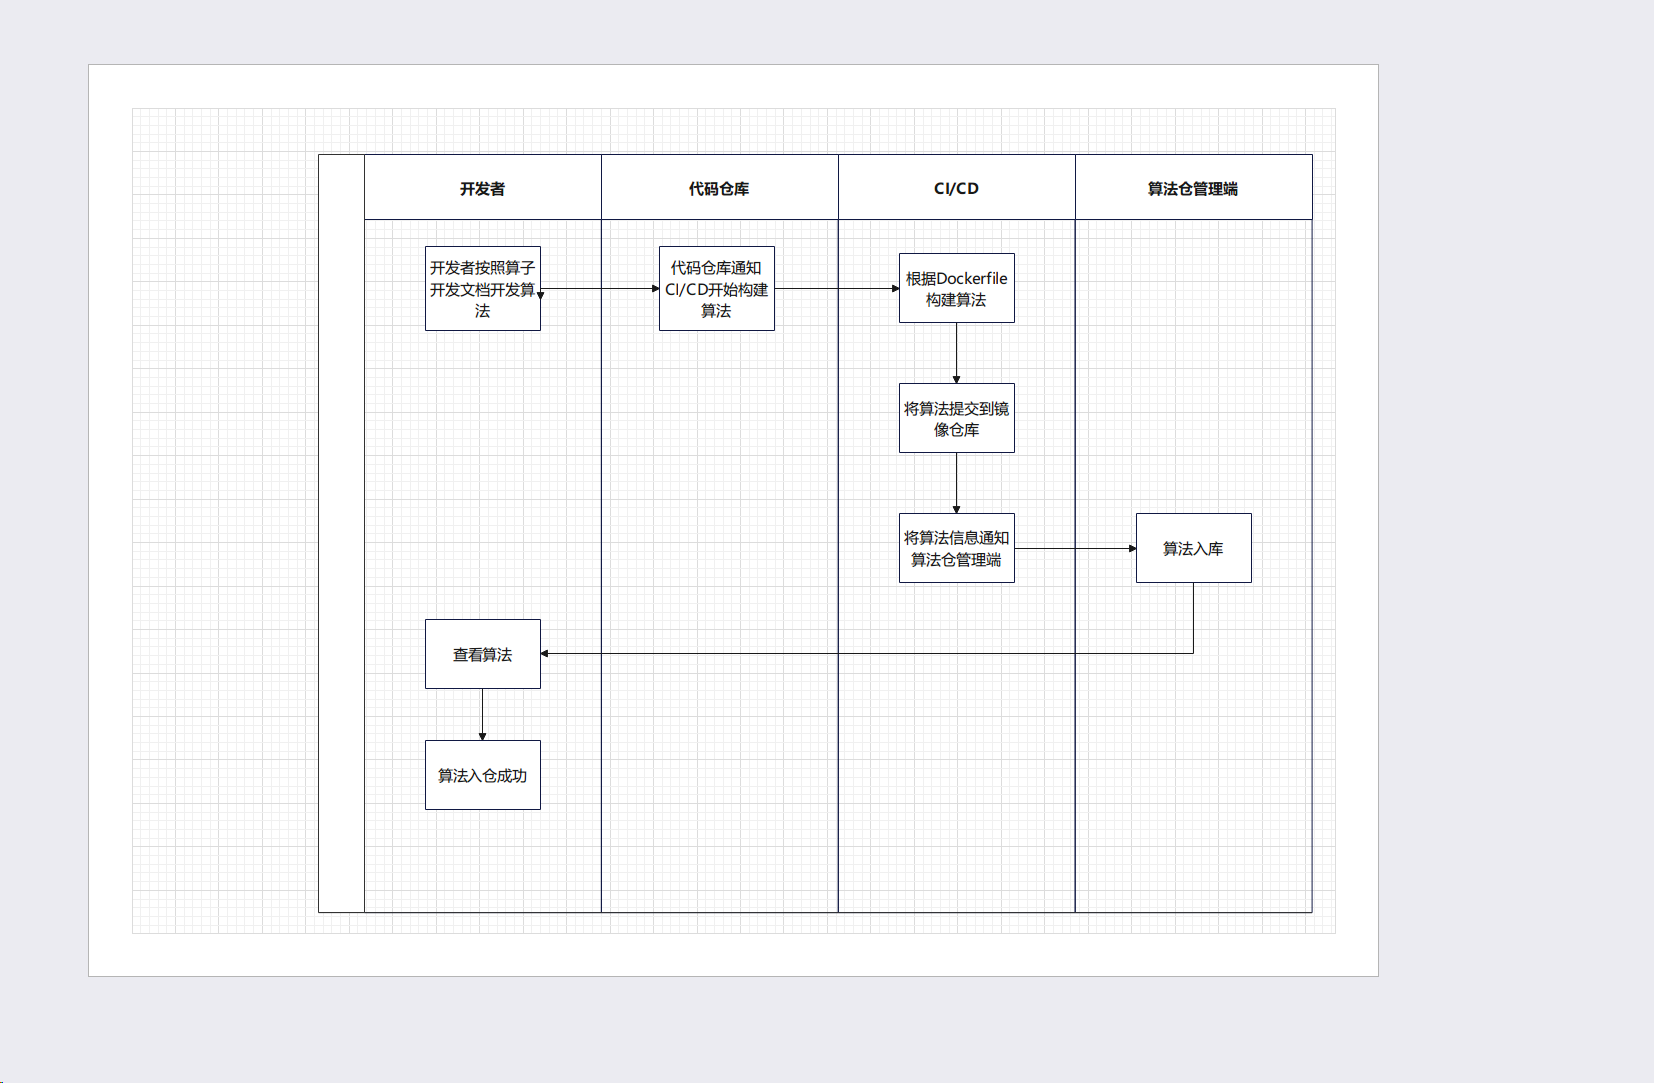 开发者
代码仓库
CI/CD
算法仓管理端
开发者按照算子
开发文档开发算
法
代码仓库通知
CI/CD开始构建
算法
根据Dockerfile
构建算法
将算法提交到镜
像仓库
将算法信息通知
算法仓管理端
算法入库
查看算法
算法入仓成功